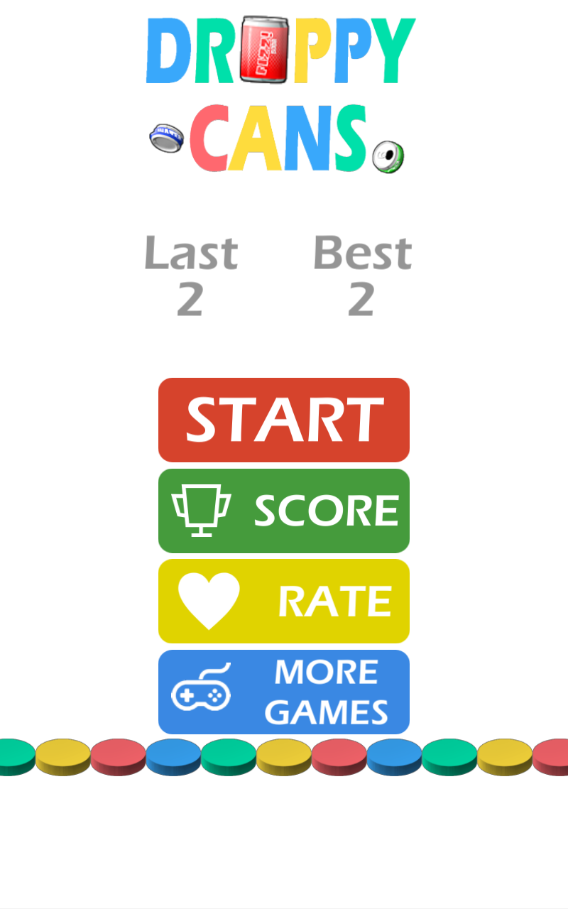 DROPPY
CANS
Last
Best
2
2
START
SCORE
RATE
MORE
GAMES